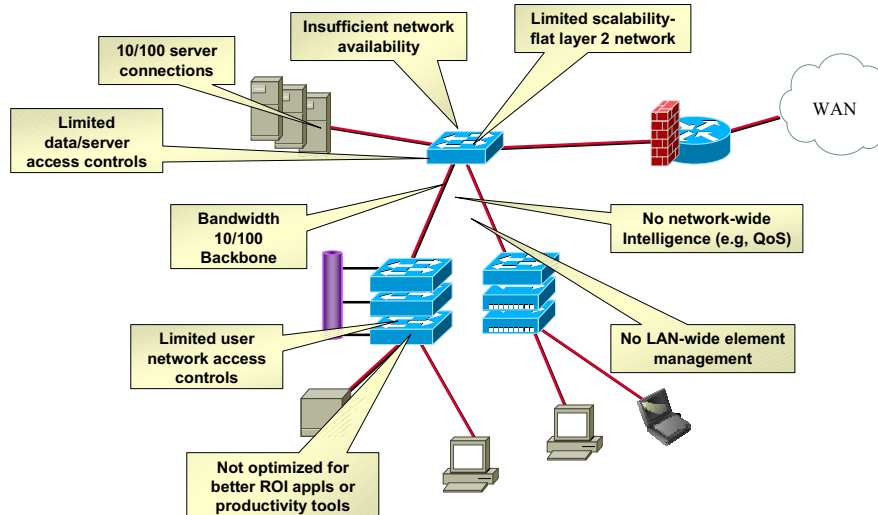 Insufficient network
availability
Limited scalability-
flat layer 2 network
10/100 server
connections
WAN
Limited
data/server
access controls
Bandwidth
10/100
Backbone
No network-wide
Intelligence (e.g, QoS)
Limited user
network access
controls
No LAN-wide element
management
Not optimized for
better ROI appls or
productivity tools